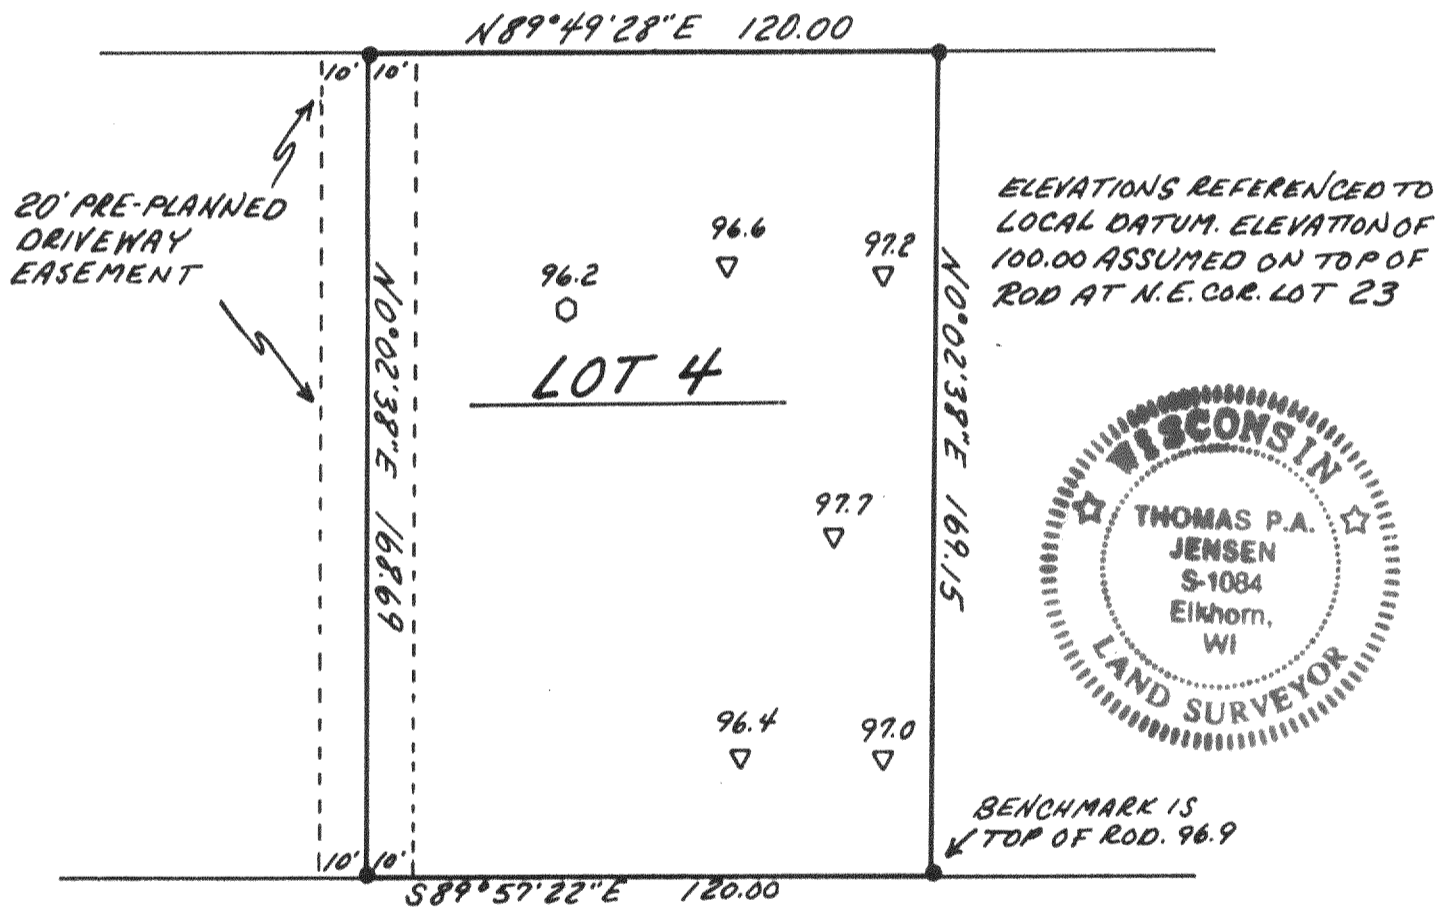 N89°49'28"E 120.00
10' 10'
20' PRE-PLANNED
DRIVEWAY
EASEMENT
ELEVATIONS REFERENCED TO
LOCAL DATUM. ELEVATION OF
100.00 ASSUMED ON TOP OF
ROD AT N.E. COR. LOT 23
96.6
97.2
96.2
N0°02'38"E 168.69
LOT 4
N0°02'38"E 169.15
97.7
WISCONSIN
THOMAS P.A.
JENSEN
S-1084
Elkhorn,
WI
LAND SURVEYOR
96.4
97.0
BENCHMARK IS
TOP OF ROD. 96.9
10' 10'
S89°57'22"E 120.00